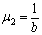 μ₂ = 1/b